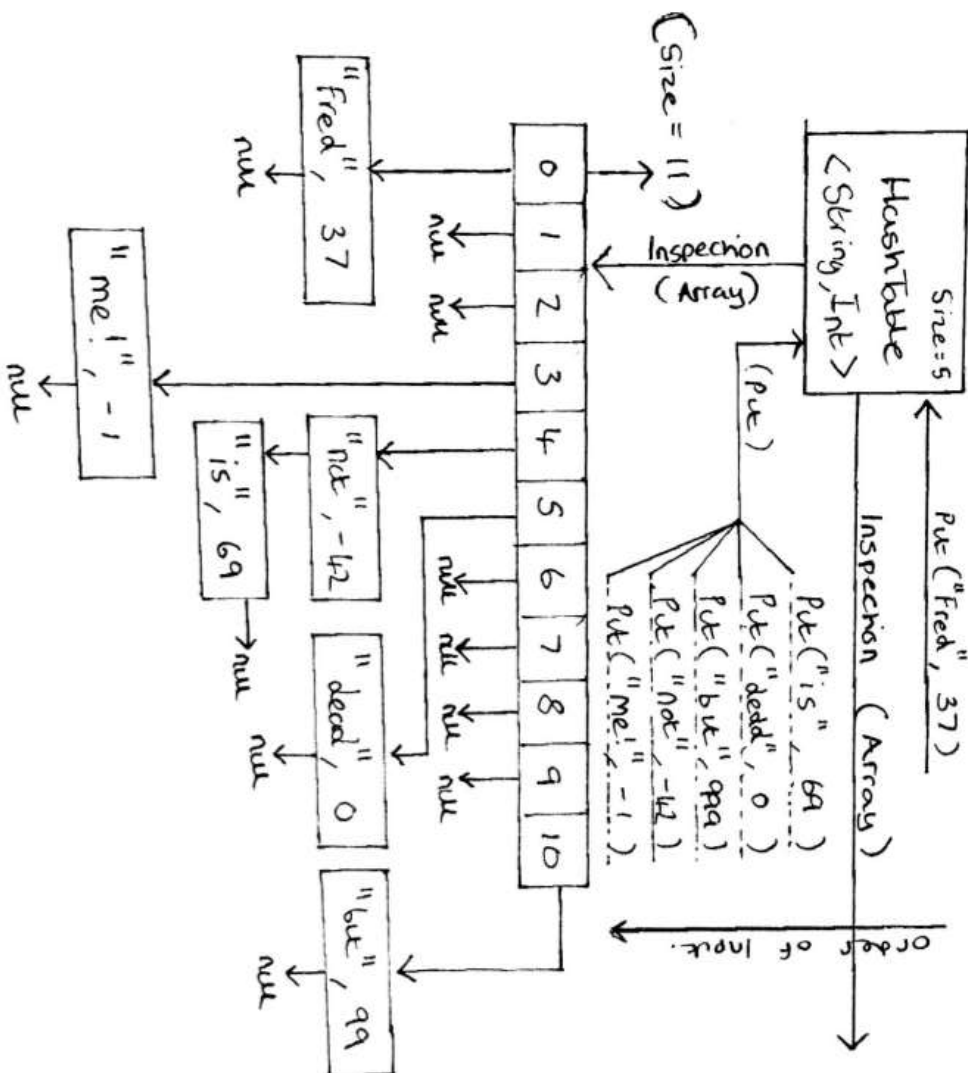 Size=5
HashTable
<String, Int>
Put("Fred", 37)
Inspection (Array)
order of Input.
Put("is", 69)
Put("dead", 0)
Put("but", 999)
Put("not", -42)
Put("me!", -1)
(Put)
Inspection
(Array)
(Size = 11)
0 1 2 3 4 5 6 7 8 9 10
null null null null null null
"Fred", 37
"not", -42
"dead", 0
"but", 99
null
"is", 69
null
null
null
"me!", -1
null